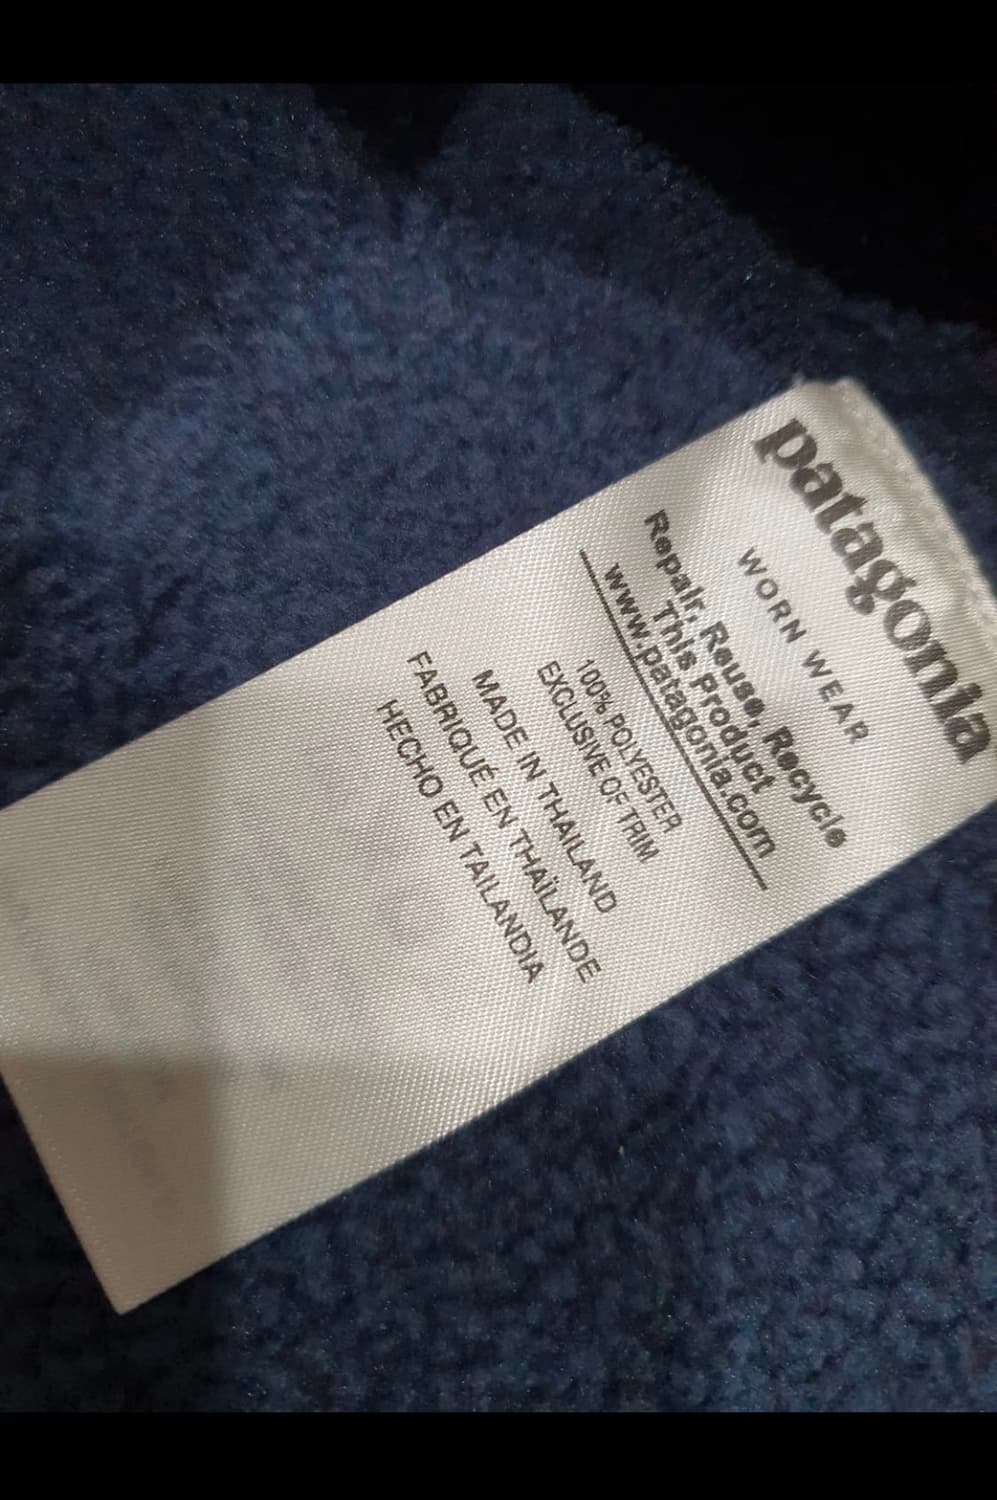 patagonia
WORN WEAR
Repair, Reuse, Recycle
This Product
www.patagonia.com
100% POLYESTER
EXCLUSIVE OF TRIM
MADE IN THAILAND
FABRIQUÉ EN THAÏLANDE
HECHO EN TAILANDIA